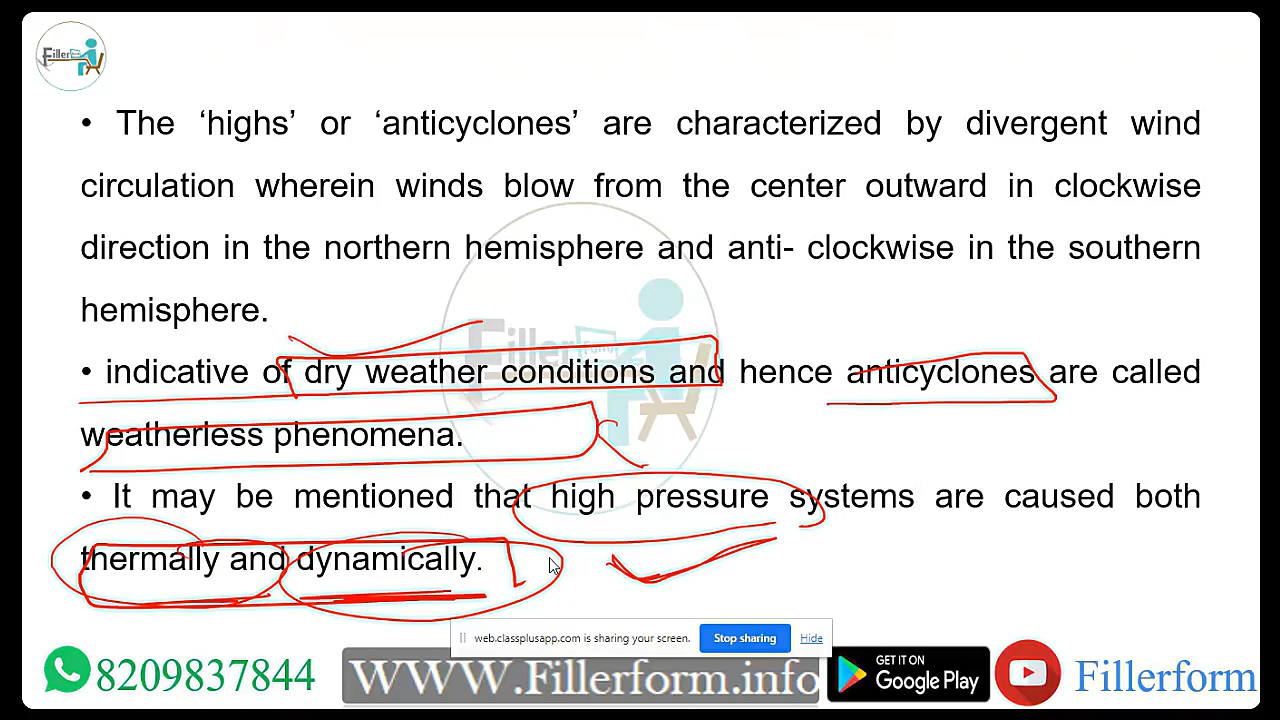 Filler
• The ‘highs’ or ‘anticyclones’ are characterized by divergent wind
circulation wherein winds blow from the center outward in clockwise
direction in the northern hemisphere and anti- clockwise in the southern
hemisphere.
• indicative of dry weather conditions and hence anticyclones are called
weatherless phenomena.
• It may be mentioned that high pressure systems are caused both
thermally and dynamically.
web.classplusapp.com is sharing your screen. Stop sharing Hide
8209837844 WWW.Fillerform.info GET IT ON Google Play Fillerform